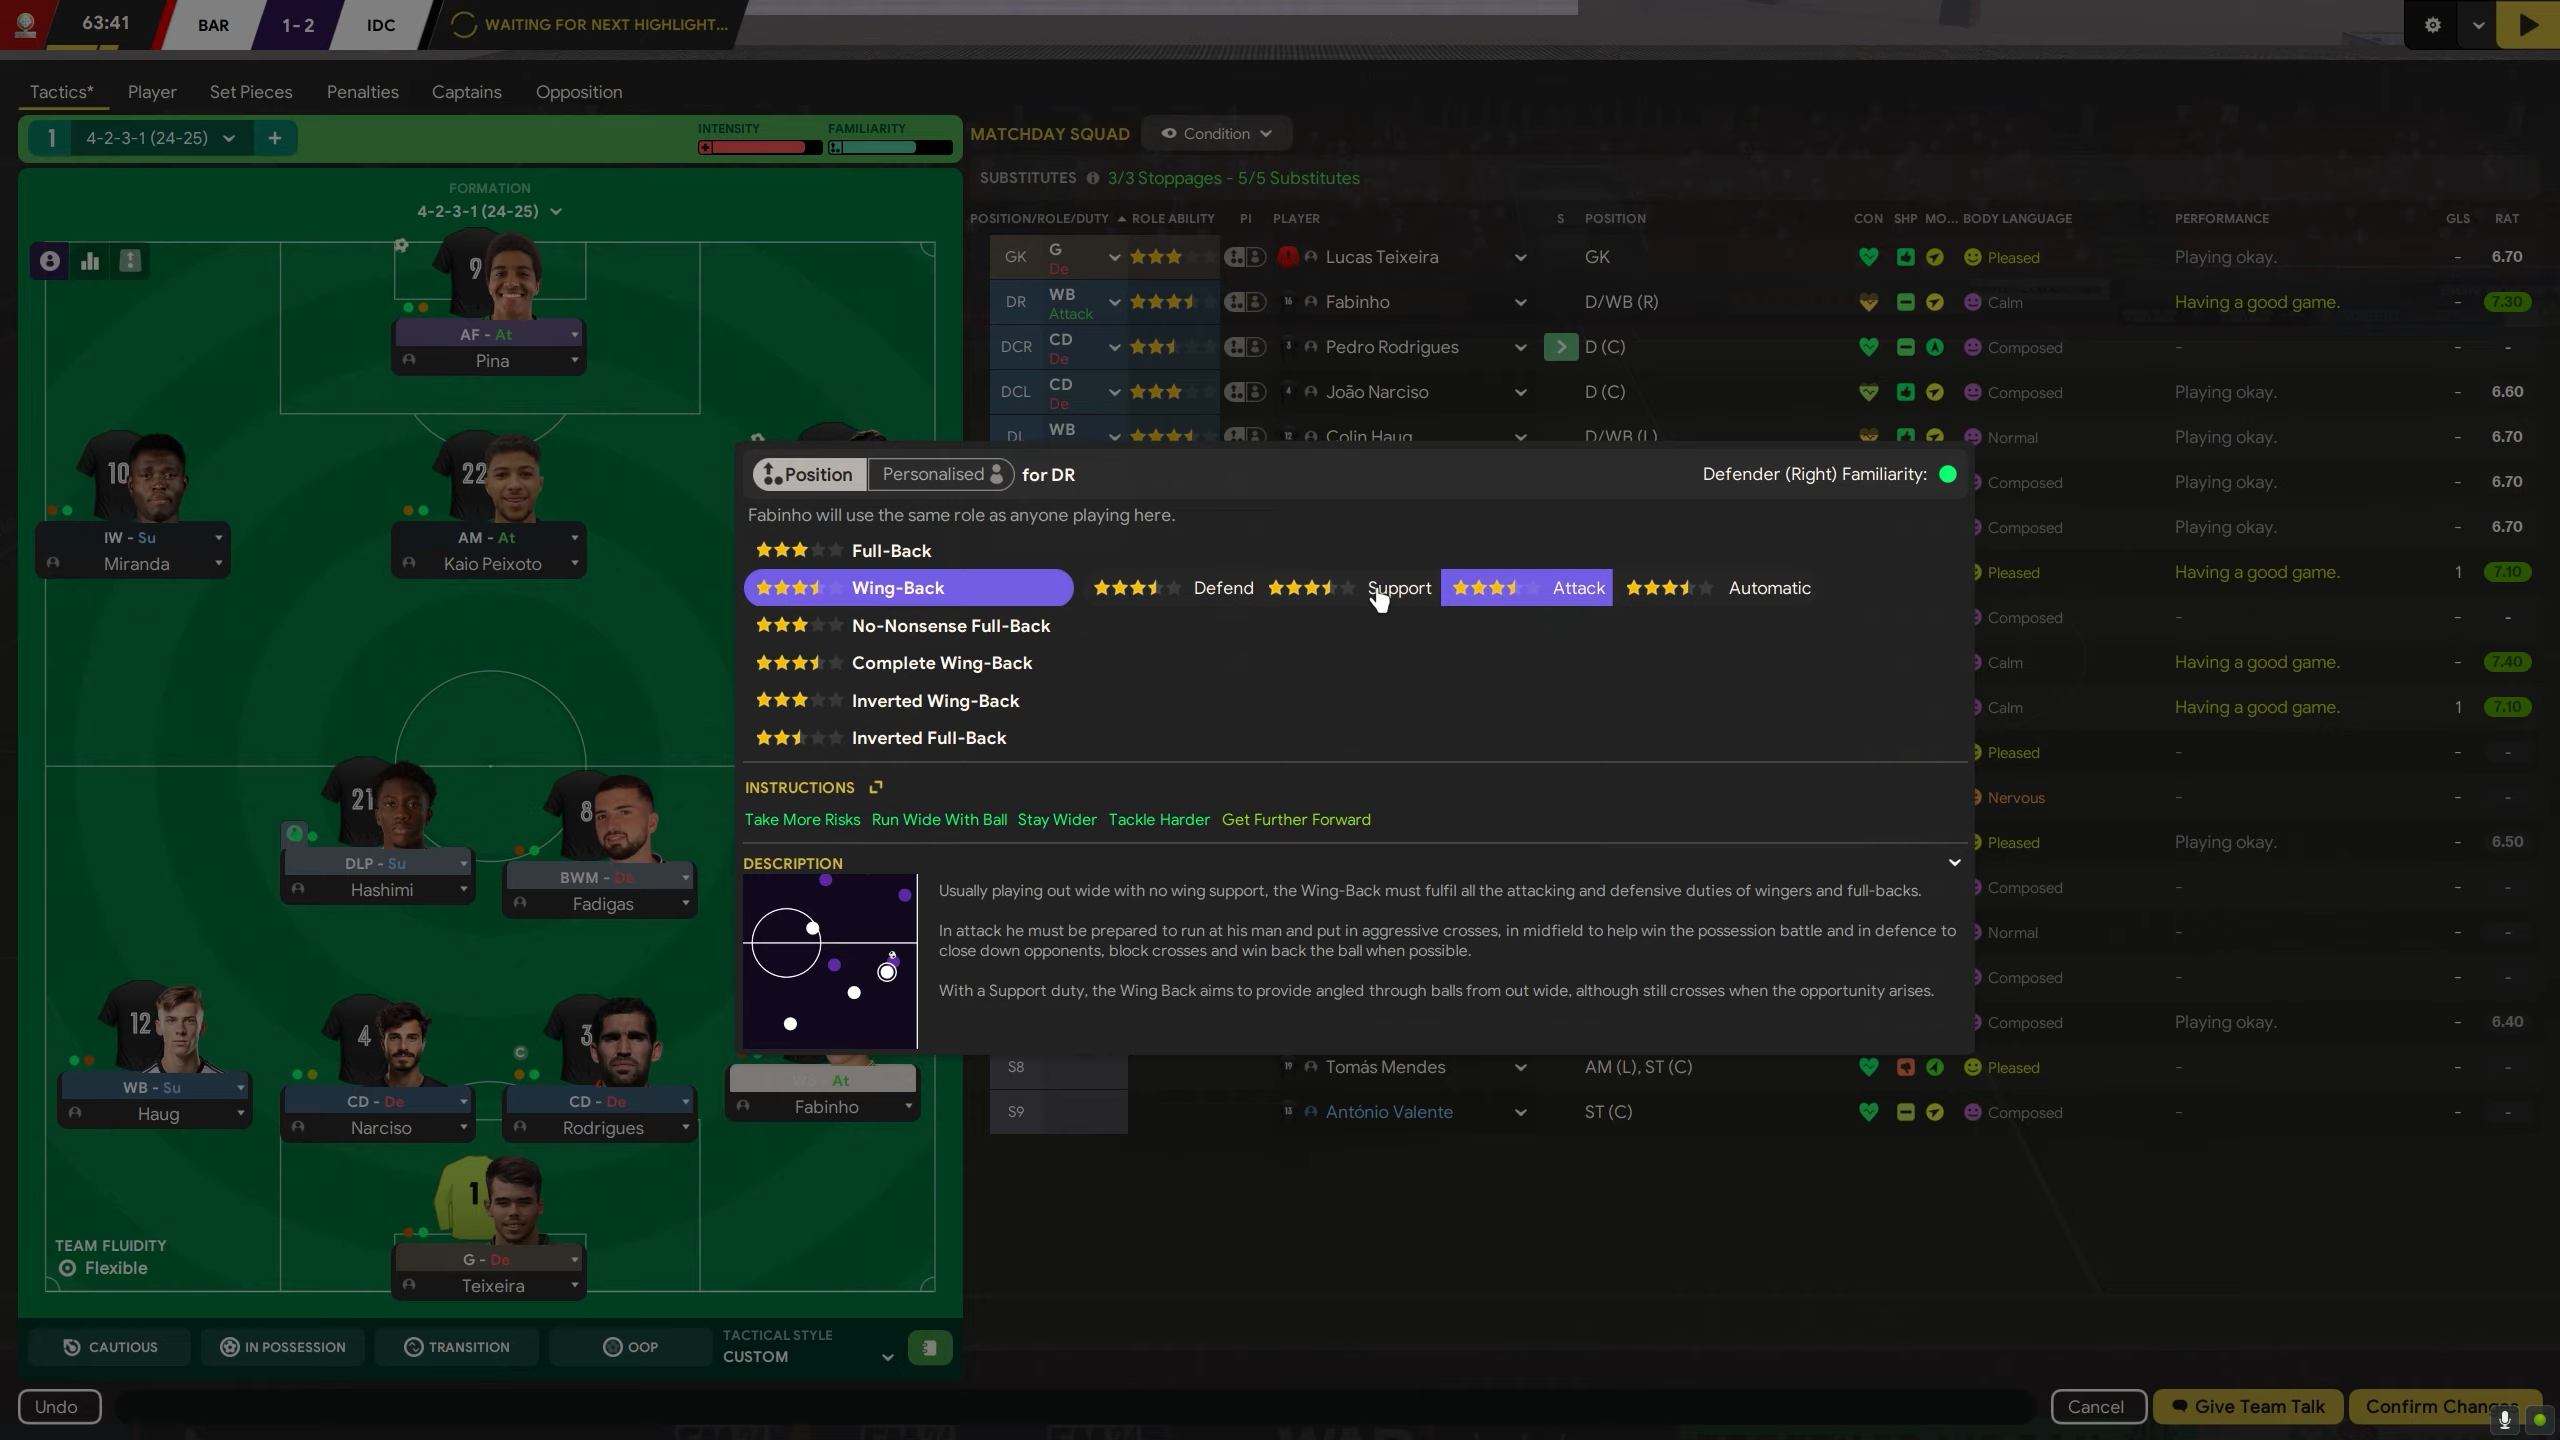 63:41 BAR 1 - 2 IDC WAITING FOR NEXT HIGHLIGHT...
Tactics* Player Set Pieces Penalties Captains Opposition
1 4-2-3-1 (24-25) +
INTENSITY FAMILIARITY
FORMATION
4-2-3-1 (24-25)
9
AF - At
Pina
10
IW - Su
Miranda
22
AM - At
Kaio Peixoto
21
DLP - Su
Hashimi
8
BWM - De
Fadigas
12
WB - Su
Haug
4
CD - De
Narciso
C
3
CD - De
Rodrigues
At
Fabinho
1
G - De
Teixeira
TEAM FLUIDITY
Flexible
CAUTIOUS IN POSSESSION TRANSITION OOP
TACTICAL STYLE
CUSTOM
Undo
MATCHDAY SQUAD Condition
SUBSTITUTES 3/3 Stoppages - 5/5 Substitutes
POSITION/ROLE/DUTY ROLE ABILITY PI PLAYER S POSITION CON SHP MO... BODY LANGUAGE PERFORMANCE GLS RAT
GK G De Lucas Teixeira GK Pleased Playing okay. - 6.70
DR WB Attack 16 Fabinho D/WB (R) Calm Having a good game. - 7.30
DCR CD De 3 Pedro Rodrigues D (C) Composed - - -
DCL CD De 4 João Narciso D (C) Composed Playing okay. - 6.60
DL WB 12 Colin Haug D/WB (L) Normal Playing okay. - 6.70
Composed Playing okay. - 6.70
Composed Playing okay. - 6.70
Pleased Having a good game. 1 7.10
Composed - - -
Calm Having a good game. - 7.40
Calm Having a good game. 1 7.10
Pleased - - -
Nervous - - -
Pleased Playing okay. - 6.50
Composed - - -
Normal - - -
Composed - - -
Composed Playing okay. - 6.40
S8 19 Tomás Mendes AM (L), ST (C) Pleased - - -
S9 13 António Valente ST (C) Composed - - -
Position Personalised for DR Defender (Right) Familiarity:
Fabinho will use the same role as anyone playing here.
Full-Back
Wing-Back Defend Support Attack Automatic
No-Nonsense Full-Back
Complete Wing-Back
Inverted Wing-Back
Inverted Full-Back
INSTRUCTIONS
Take More Risks Run Wide With Ball Stay Wider Tackle Harder Get Further Forward
DESCRIPTION
Usually playing out wide with no wing support, the Wing-Back must fulfil all the attacking and defensive duties of wingers and full-backs.
In attack he must be prepared to run at his man and put in aggressive crosses, in midfield to help win the possession battle and in defence to
close down opponents, block crosses and win back the ball when possible.
With a Support duty, the Wing Back aims to provide angled through balls from out wide, although still crosses when the opportunity arises.
Cancel Give Team Talk Confirm